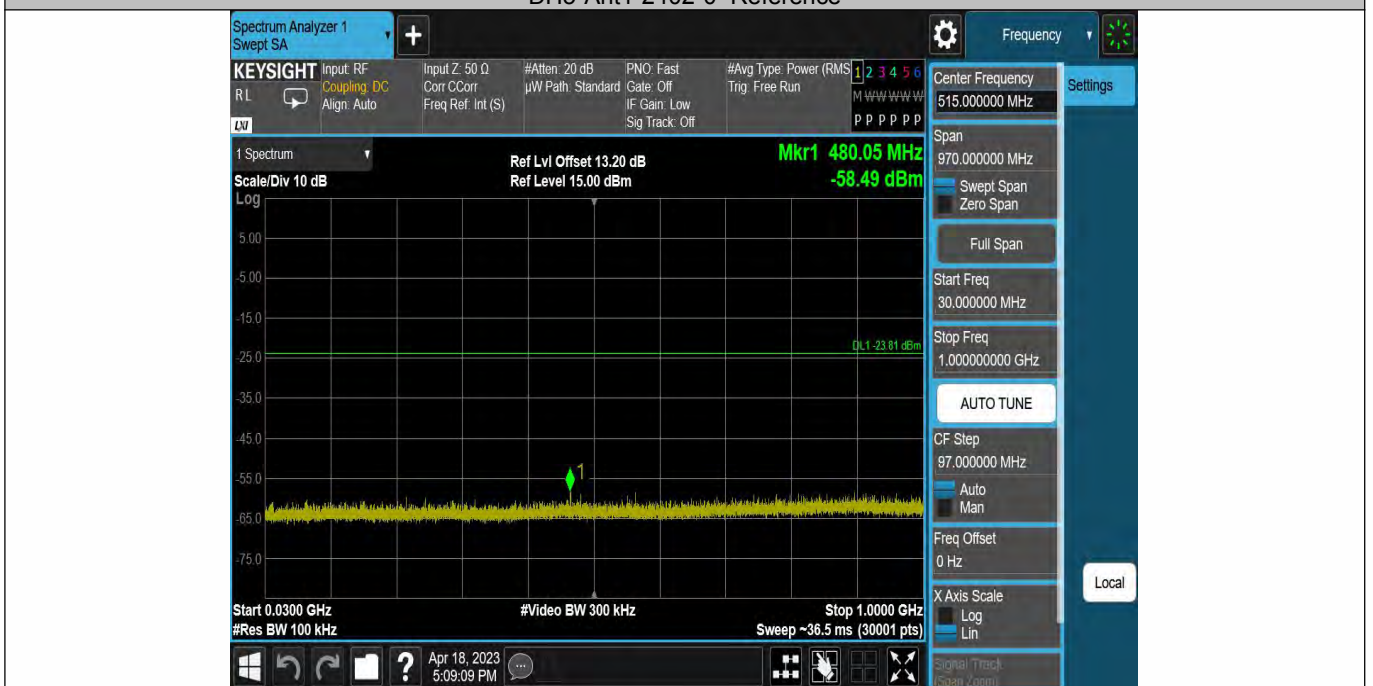 DH5-Ant1-2402-0~Reference
Spectrum Analyzer 1
Swept SA
+
Frequency
KEYSIGHT
R L
LXI
Input: RF
Coupling: DC
Align: Auto
Input Z: 50 Ω
Corr CCorr
Freq Ref: Int (S)
#Atten: 20 dB
µW Path: Standard
PNO: Fast
Gate: Off
IF Gain: Low
Sig Track: Off
#Avg Type: Power (RMS
Trig: Free Run
1 2 3 4 5 6
M W W W W W
P P P P P P
1 Spectrum
Scale/Div 10 dB
Log
Ref Lvl Offset 13.20 dB
Ref Level 15.00 dBm
Mkr1 480.05 MHz
-58.49 dBm
5.00
-5.00
-15.0
DL1 -23.81 dBm
-25.0
-35.0
-45.0
1
-55.0
-65.0
-75.0
Start 0.0300 GHz
#Res BW 100 kHz
#Video BW 300 kHz
Stop 1.0000 GHz
Sweep ~36.5 ms (30001 pts)
?
Apr 18, 2023
5:09:09 PM
Center Frequency
515.000000 MHz
Settings
Span
970.000000 MHz
Swept Span
Zero Span
Full Span
Start Freq
30.000000 MHz
Stop Freq
1.000000000 GHz
AUTO TUNE
CF Step
97.000000 MHz
Auto
Man
Freq Offset
0 Hz
X Axis Scale
Log
Lin
Local
Signal Track
(Span Zoom)